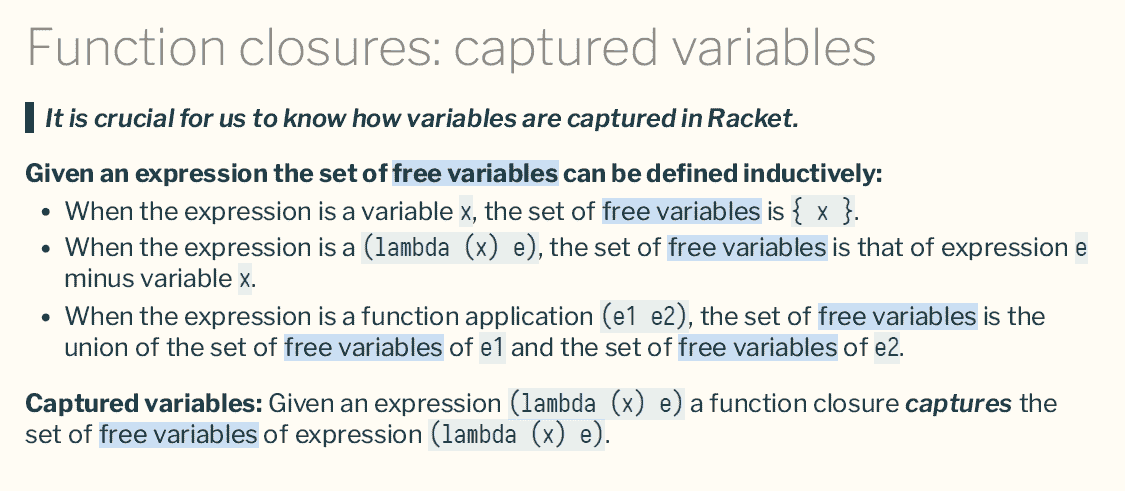 Function closures: captured variables
It is crucial for us to know how variables are captured in Racket.
Given an expression the set of free variables can be defined inductively:
• When the expression is a variable x, the set of free variables is { x }.
• When the expression is a (lambda (x) e), the set of free variables is that of expression e
minus variable x.
• When the expression is a function application (e1 e2), the set of free variables is the
union of the set of free variables of e1 and the set of free variables of e2.
Captured variables: Given an expression (lambda (x) e) a function closure captures the
set of free variables of expression (lambda (x) e).